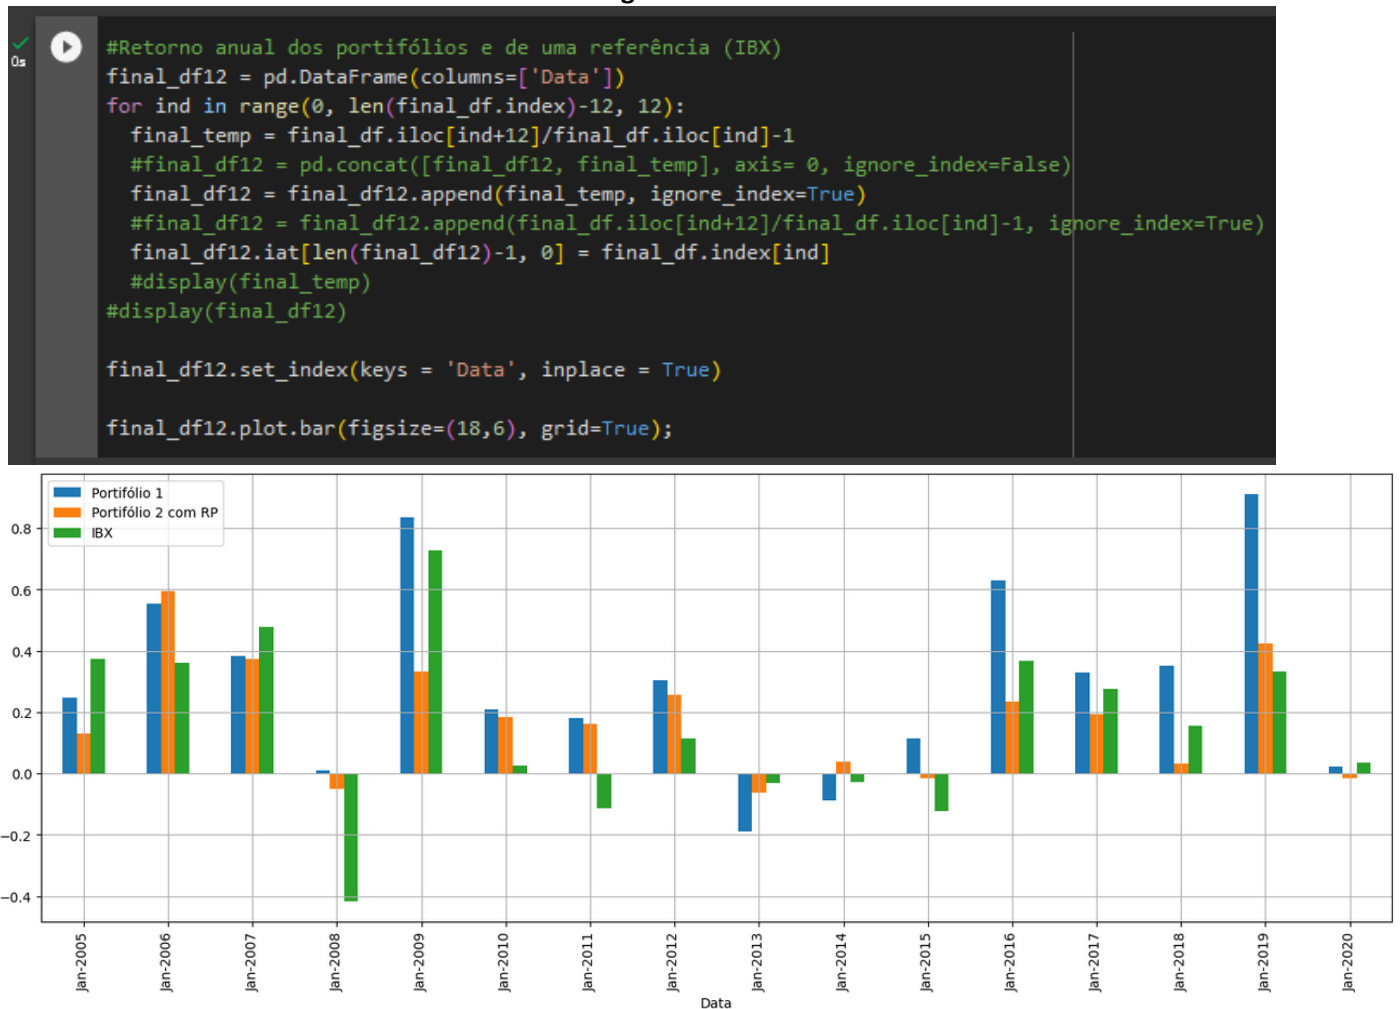 0s
#Retorno anual dos portifólios e de uma referência (IBX)
final_df12 = pd.DataFrame(columns=['Data'])
for ind in range(0, len(final_df.index)-12, 12):
  final_temp = final_df.iloc[ind+12]/final_df.iloc[ind]-1
  #final_df12 = pd.concat([final_df12, final_temp], axis= 0, ignore_index=False)
  final_df12 = final_df12.append(final_temp, ignore_index=True)
  #final_df12 = final_df12.append(final_df.iloc[ind+12]/final_df.iloc[ind]-1, ignore_index=True)
  final_df12.iat[len(final_df12)-1, 0] = final_df.index[ind]
  #display(final_temp)
#display(final_df12)
final_df12.set_index(keys = 'Data', inplace = True)
final_df12.plot.bar(figsize=(18,6), grid=True);
Portifólio 1
Portifólio 2 com RP
IBX
0.8
0.6
0.4
0.2
0.0
−0.2
−0.4
Jan-2005
Jan-2006
Jan-2007
Jan-2008
Jan-2009
Jan-2010
Jan-2011
Jan-2012
Jan-2013
Jan-2014
Jan-2015
Jan-2016
Jan-2017
Jan-2018
Jan-2019
Jan-2020
Data